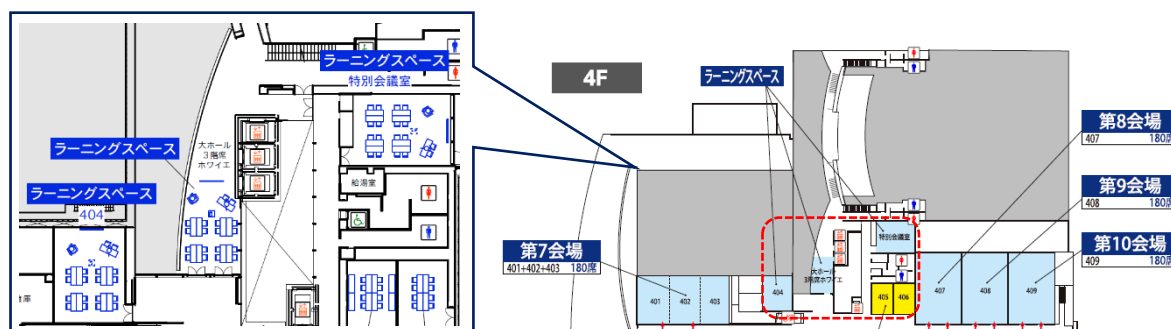 ラーニングスペース
特別会議室
ラーニングスペース
大ホール
3階席
ホワイエ
ラーニングスペース
404
給湯室
倉庫
4F
ラーニングスペース
第7会場
401+402+403 180席
401
402
403
404
大ホール
3階席ホワイエ
特別会議室
405
406
407
408
409
第8会場
407 180席
第9会場
408 180席
第10会場
409 180席